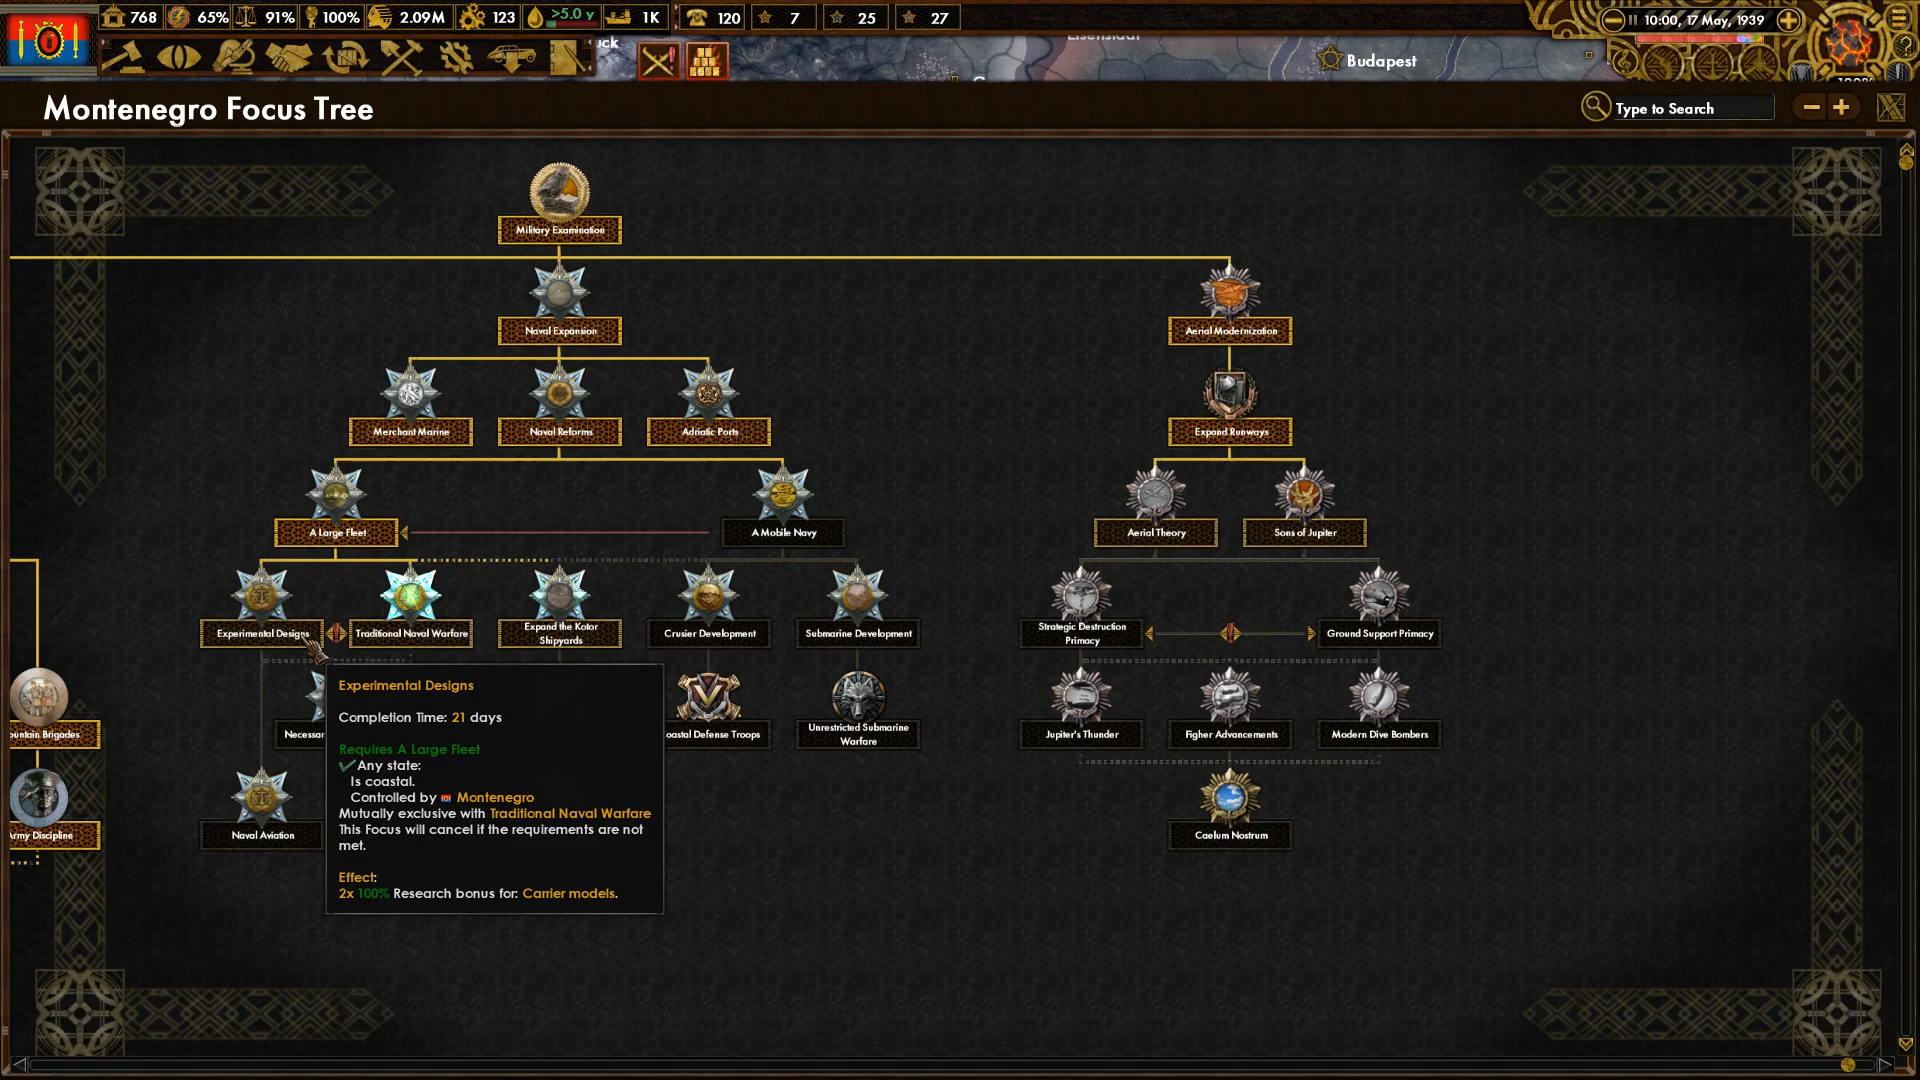 768
65%
91%
100%
2.09M
123
>5.0 y
1K
120
7
25
27
10:00, 17 May, 1939
Budapest
Montenegro Focus Tree
Type to Search
Military Examination
Naval Expansion
Aerial Modernization
Merchant Marine
Naval Reforms
Adriatic Ports
Expand Runways
A Large Fleet
A Mobile Navy
Aerial Theory
Sons of Jupiter
Experimental Designs
Traditional Naval Warfare
Expand the Kotor
Shipyards
Crusier Development
Submarine Development
Strategic Destruction
Primacy
Ground Support Primacy
ountain Brigades
Necessar
oastal Defense Troops
Unrestricted Submarine
Warfare
Jupiter's Thunder
Figher Advancements
Modern Dive Bombers
Army Discipline
Naval Aviation
Caelum Nostrum
Experimental Designs
Completion Time: 21 days
Requires A Large Fleet
Any state:
Is coastal.
Controlled by Montenegro
Mutually exclusive with Traditional Naval Warfare
This Focus will cancel if the requirements are not
met.
Effect:
2x 100% Research bonus for: Carrier models.